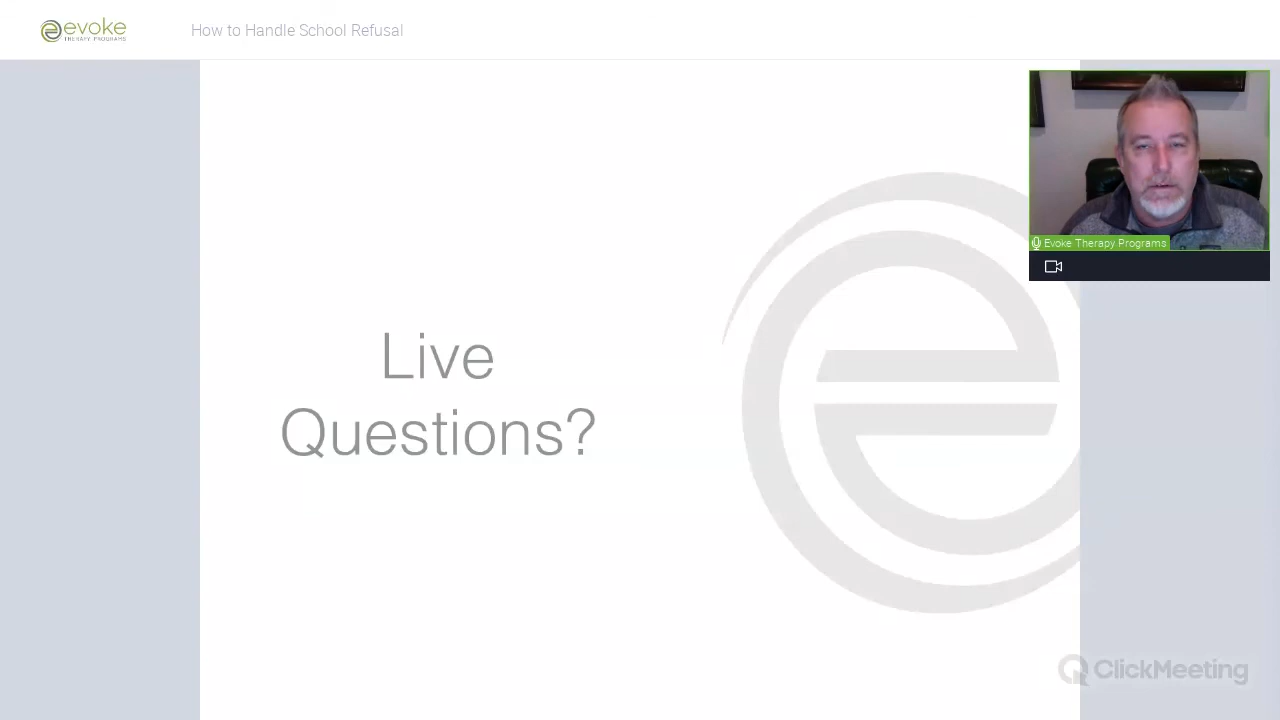 evoke
THERAPY PROGRAMS
How to Handle School Refusal
Evoke Therapy Programs
Live
Questions?
ClickMeeting